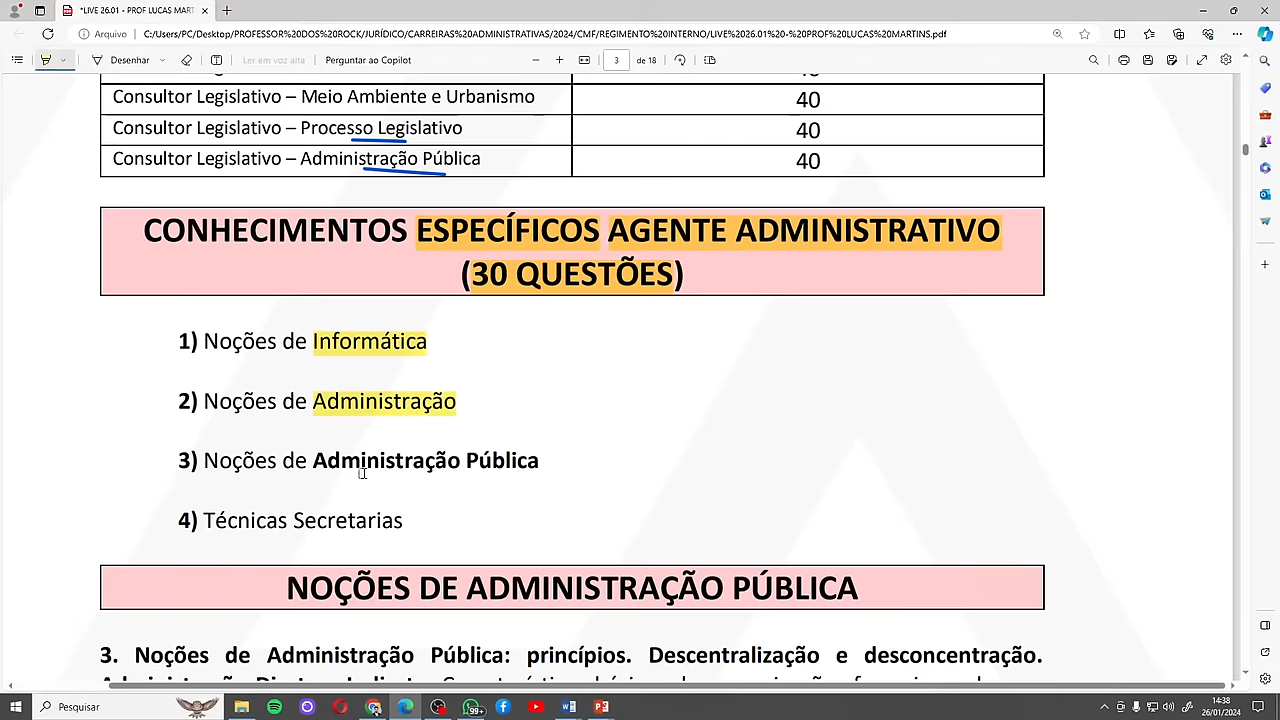 *LIVE 26.01 - PROF LUCAS MART
Arquivo
C:/Users/PC/Desktop/PROFESSOR%20DOS%20ROCK/JURÍDICO/CARREIRAS%20ADMINISTRATIVAS/2024/CMF/REGIMENTO%20INTERNO/LIVE%2026.01%20-%20PROF%20LUCAS%20MARTINS.pdf
Desenhar
Ler em voz alta
Perguntar ao Copilot
3 de 18
Consultor Legislativo – Meio Ambiente e Urbanismo 40
Consultor Legislativo – Processo Legislativo 40
Consultor Legislativo – Administração Pública 40
CONHECIMENTOS ESPECÍFICOS AGENTE ADMINISTRATIVO
(30 QUESTÕES)
1) Noções de Informática
2) Noções de Administração
3) Noções de Administração Pública
4) Técnicas Secretarias
NOÇÕES DE ADMINISTRAÇÃO PÚBLICA
3. Noções de Administração Pública: princípios. Descentralização e desconcentração.
Pesquisar
99+
14:38
26/01/2024